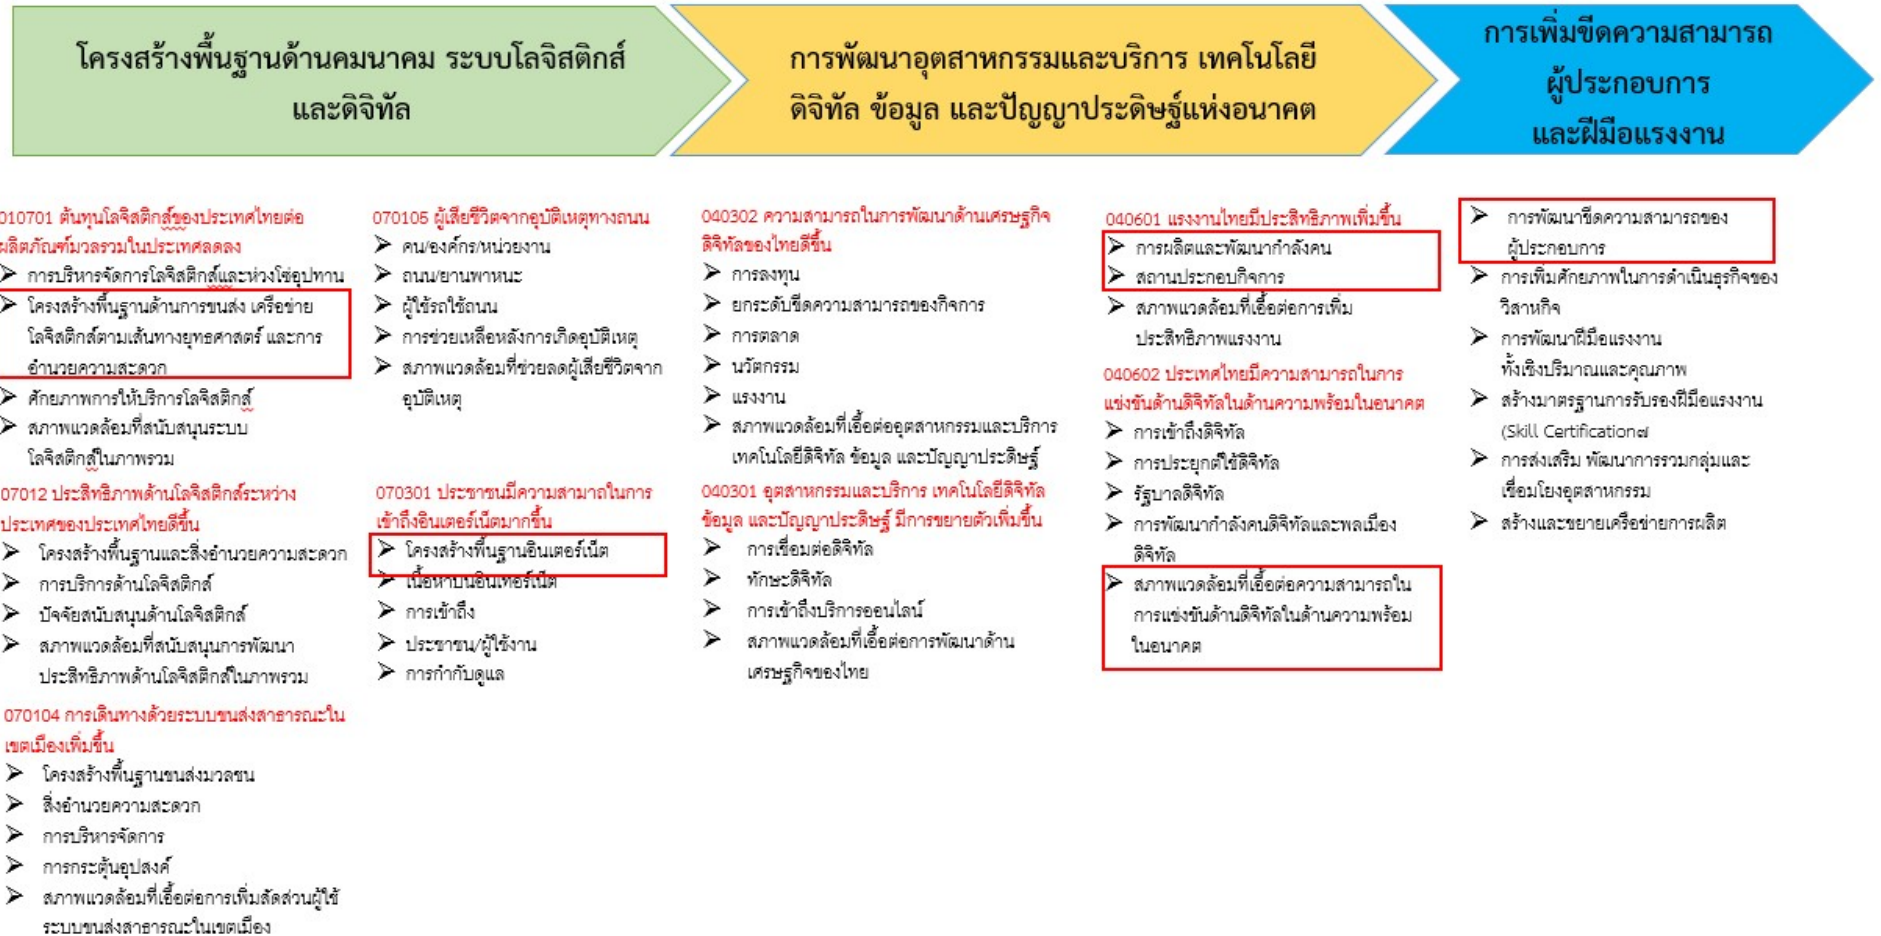 โครงสร้างพื้นฐานด้านคมนาคม ระบบโลจิสติกส์
และดิจิทัล
การพัฒนาอุตสาหกรรมและบริการ เทคโนโลยี
ดิจิทัล ข้อมูล และปัญญาประดิษฐ์แห่งอนาคต
การเพิ่มขีดความสามารถ
ผู้ประกอบการ
และฝีมือแรงงาน
010701 ต้นทุนโลจิสติกส์ของประเทศไทยต่อ
ผลิตภัณฑ์มวลรวมในประเทศลดลง
➢ การบริหารจัดการโลจิสติกส์และห่วงโซ่อุปทาน
➢ โครงสร้างพื้นฐานด้านการขนส่ง เครือข่าย
โลจิสติกส์ตามเส้นทางยุทธศาสตร์ และการ
อำนวยความสะดวก
➢ ศักยภาพการให้บริการโลจิสติกส์
➢ สภาพแวดล้อมที่สนับสนุนระบบ
โลจิสติกส์ในภาพรวม
07012 ประสิทธิภาพด้านโลจิสติกส์ระหว่าง
ประเทศของประเทศไทยดีขึ้น
➢ โครงสร้างพื้นฐานและสิ่งอำนวยความสะดวก
➢ การบริการด้านโลจิสติกส์
➢ ปัจจัยสนับสนุนด้านโลจิสติกส์
➢ สภาพแวดล้อมที่สนับสนุนการพัฒนา
ประสิทธิภาพด้านโลจิสติกส์ในภาพรวม
070104 การเดินทางด้วยระบบขนส่งสาธารณะใน
เขตเมืองเพิ่มขึ้น
➢ โครงสร้างพื้นฐานขนส่งมวลชน
➢ สิ่งอำนวยความสะดวก
➢ การบริหารจัดการ
➢ การกระตุ้นอุปสงค์
➢ สภาพแวดล้อมที่เอื้อต่อการเพิ่มสัดส่วนผู้ใช้
ระบบขนส่งสาธารณะในเขตเมือง
070105 ผู้เสียชีวิตจากอุบัติเหตุทางถนน
➢ คน/องค์กร/หน่วยงาน
➢ ถนน/ยานพาหนะ
➢ ผู้ใช้รถใช้ถนน
➢ การช่วยเหลือหลังการเกิดอุบัติเหตุ
➢ สภาพแวดล้อมที่ช่วยลดผู้เสียชีวิตจาก
อุบัติเหตุ
070301 ประชาชนมีความสามาถในการ
เข้าถึงอินเตอร์เน็ตมากขึ้น
➢ โครงสร้างพื้นฐานอินเตอร์เน็ต
➢ เนื้อหาบนอินเทอร์เน็ต
➢ การเข้าถึง
➢ ประชาชน/ผู้ใช้งาน
➢ การกำกับดูแล
040302 ความสามารถในการพัฒนาด้านเศรษฐกิจ
ดิจิทัลของไทยดีขึ้น
➢ การลงทุน
➢ ยกระดับขีดความสามารถของกิจการ
➢ การตลาด
➢ นวัตกรรม
➢ แรงงาน
➢ สภาพแวดล้อมที่เอื้อต่ออุตสาหกรรมและบริการ
เทคโนโลยีดิจิทัล ข้อมูล และปัญญาประดิษฐ์
040301 อุตสาหกรรมและบริการ เทคโนโลยีดิจิทัล
ข้อมูล และปัญญาประดิษฐ์ มีการขยายตัวเพิ่มขึ้น
➢ การเชื่อมต่อดิจิทัล
➢ ทักษะดิจิทัล
➢ การเข้าถึงบริการออนไลน์
➢ สภาพแวดล้อมที่เอื้อต่อการพัฒนาด้าน
เศรษฐกิจของไทย
040601 แรงงานไทยมีประสิทธิภาพเพิ่มขึ้น
➢ การผลิตและพัฒนากำลังคน
➢ สถานประกอบกิจการ
➢ สภาพแวดล้อมที่เอื้อต่อการเพิ่ม
ประสิทธิภาพแรงงาน
040602 ประเทศไทยมีความสามารถในการ
แข่งขันด้านดิจิทัลในด้านความพร้อมในอนาคต
➢ การเข้าถึงดิจิทัล
➢ การประยุกต์ใช้ดิจิทัล
➢ รัฐบาลดิจิทัล
➢ การพัฒนากำลังคนดิจิทัลและพลเมือง
ดิจิทัล
➢ สภาพแวดล้อมที่เอื้อต่อความสามารถใน
การแข่งขันด้านดิจิทัลในด้านความพร้อม
ในอนาคต
➢ การพัฒนาขีดความสามารถของ
ผู้ประกอบการ
➢ การเพิ่มศักยภาพในการดำเนินธุรกิจของ
วิสาหกิจ
➢ การพัฒนาฝีมือแรงงาน
ทั้งเชิงปริมาณและคุณภาพ
➢ สร้างมาตรฐานการรับรองฝีมือแรงงาน
(Skill Certification๗
➢ การส่งเสริม พัฒนาการรวมกลุ่มและ
เชื่อมโยงอุตสาหกรรม
➢ สร้างและขยายเครือข่ายการผลิต